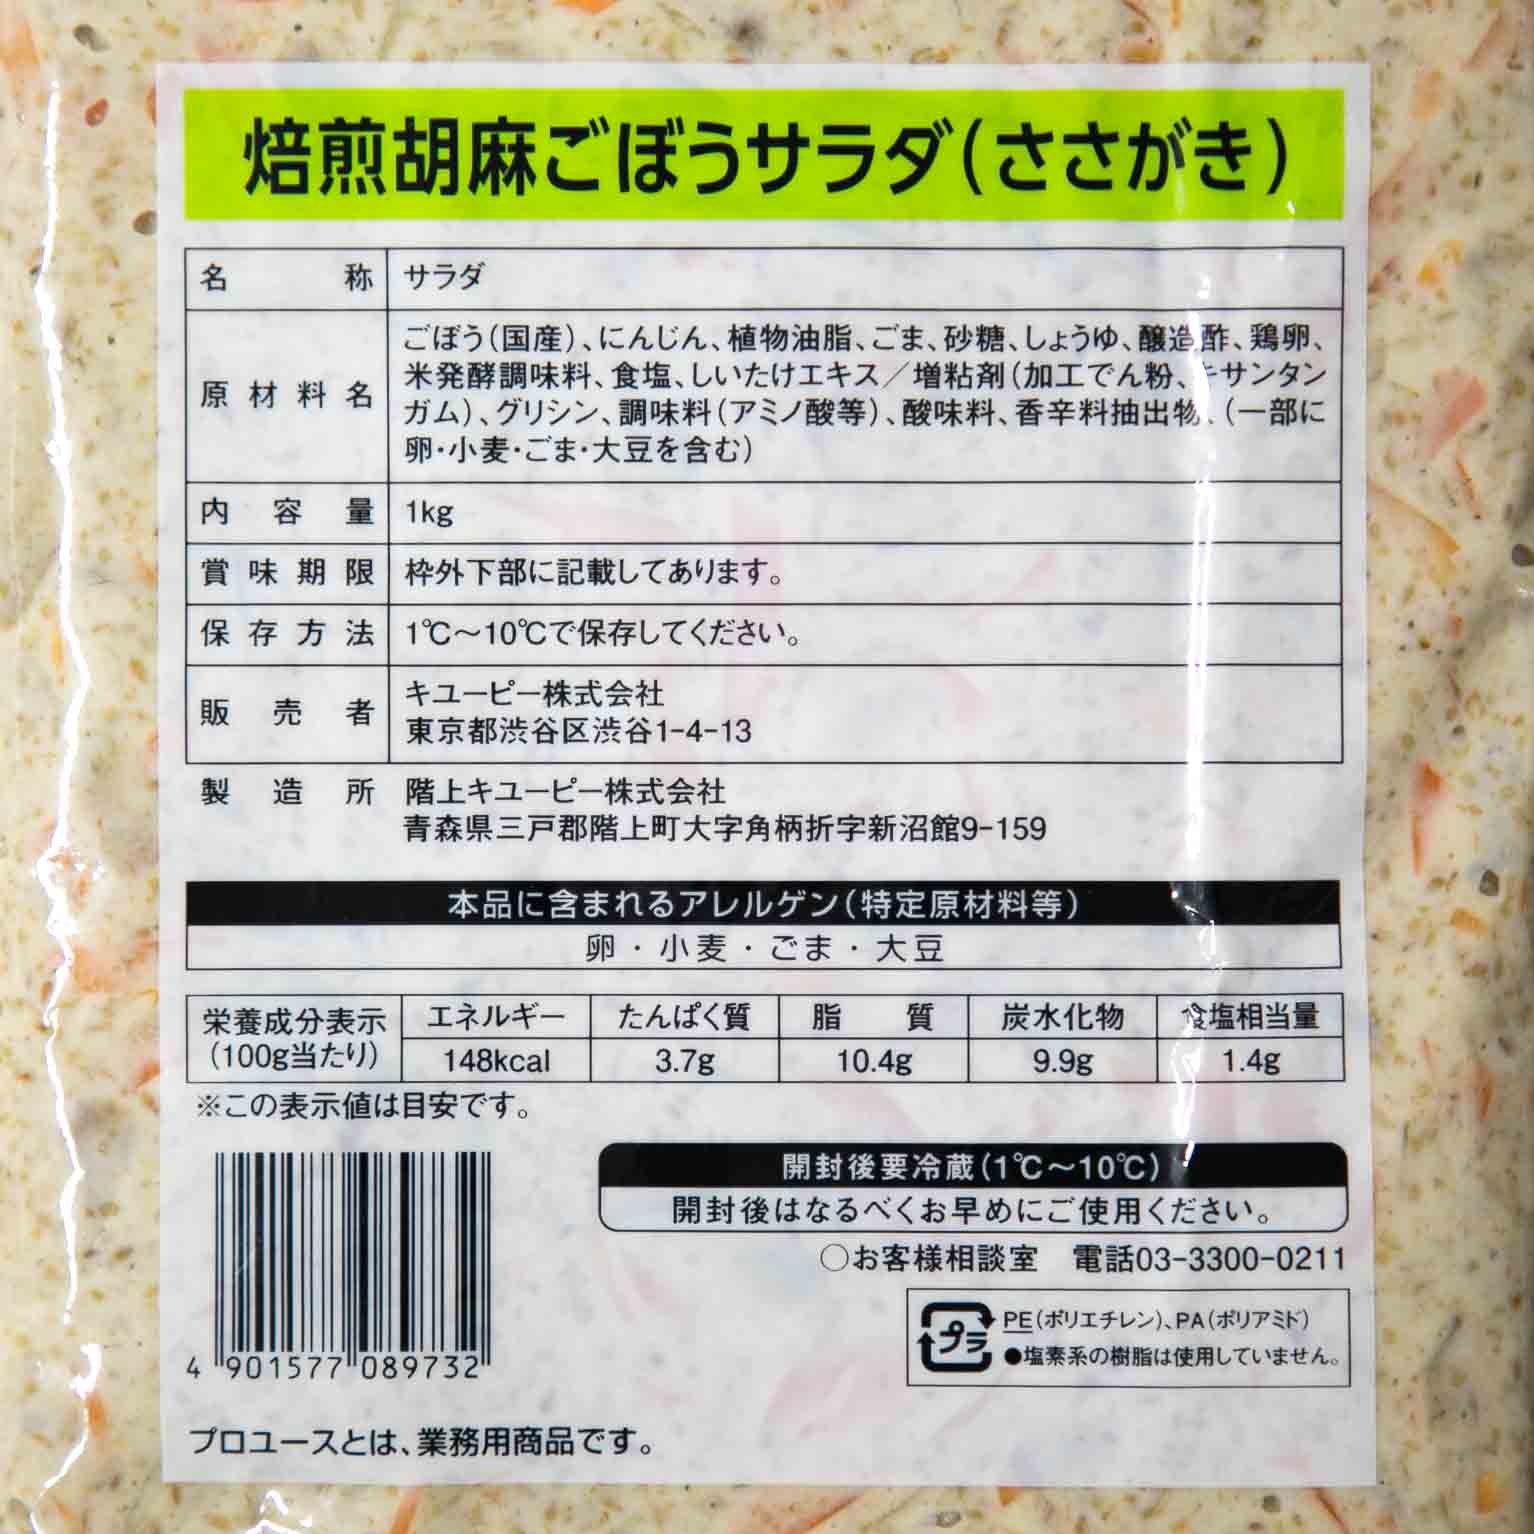 焙煎胡麻ごぼうサラダ(ささがき)
名称 サラダ
原材料名 ごぼう(国産)、にんじん、植物油脂、ごま、砂糖、しょうゆ、醸造酢、鶏卵、
米発酵調味料、食塩、しいたけエキス／増粘剤(加工でん粉、キサンタン
ガム)、グリシン、調味料(アミノ酸等)、酸味料、香辛料抽出物、(一部に
卵・小麦・ごま・大豆を含む)
内容量 1kg
賞味期限 枠外下部に記載してあります。
保存方法 1℃〜10℃で保存してください。
販売者 キユーピー株式会社
東京都渋谷区渋谷1-4-13
製造所 階上キユーピー株式会社
青森県三戸郡階上町大字角柄折字新沼館9-159
本品に含まれるアレルゲン(特定原材料等)
卵・小麦・ごま・大豆
栄養成分表示 エネルギー たんぱく質 脂質 炭水化物 食塩相当量
(100g当たり) 148kcal 3.7g 10.4g 9.9g 1.4g
※この表示値は目安です。
開封後要冷蔵(1℃〜10℃)
開封後はなるべくお早めにご使用ください。
○お客様相談室 電話03-3300-0211
プラ PE(ポリエチレン)、PA(ポリアミド)
●塩素系の樹脂は使用していません。
4 901577 089732
プロユースとは、業務用商品です。